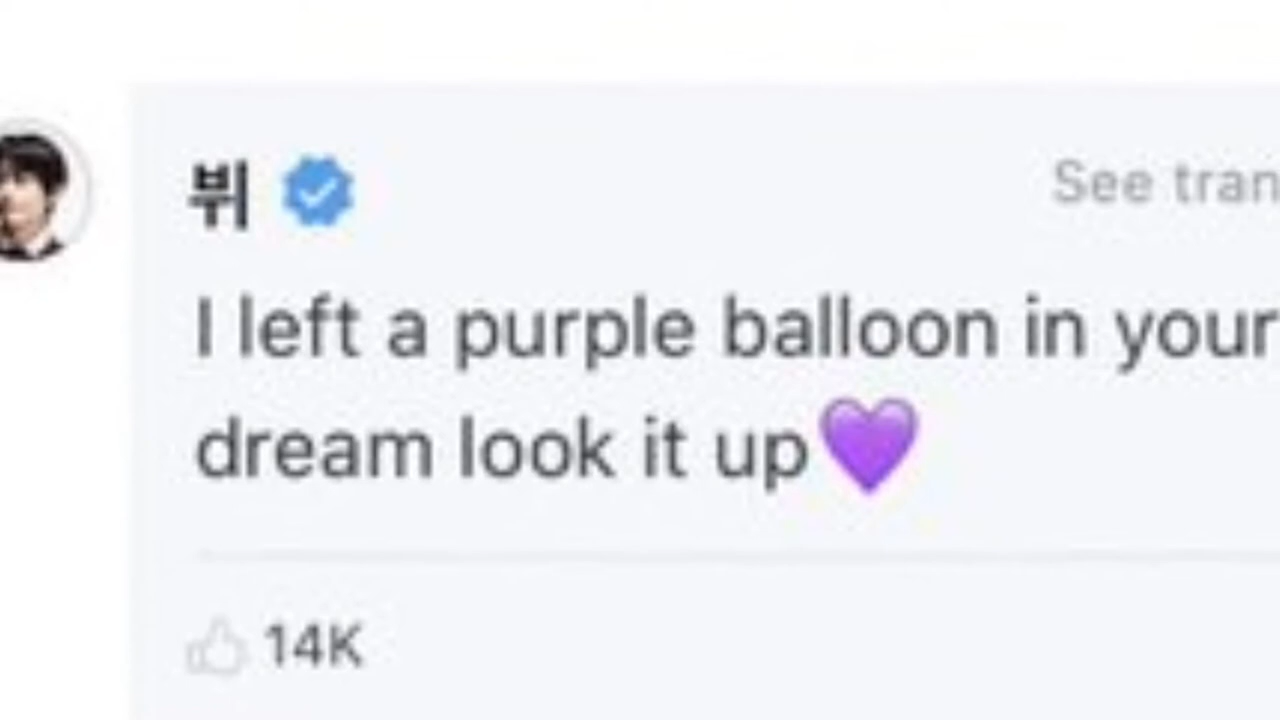 뷔
See tran
I left a purple balloon in your
dream look it up💜
14K